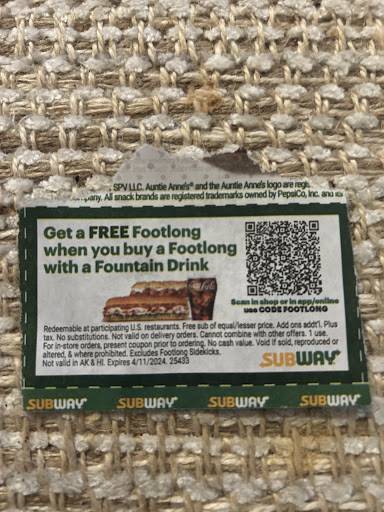 SPV LLC. Auntie Anne's® and the Auntie Anne's logo are regi
pany. All snack brands are registered trademarks owned by PepsiCo, Inc. and its
Get a FREE Footlong
when you buy a Footlong
with a Fountain Drink
Scan in shop or in app/online
use CODE FOOTLONG
Redeemable at participating U.S. restaurants. Free sub of equal/lesser price. Add ons addt'l. Plus
tax. No substitutions. Not valid on delivery orders. Cannot combine with other offers. 1 use.
For in-store orders, present coupon prior to ordering. No cash value. Void if sold, reproduced or
altered, & where prohibited. Excludes Footlong Sidekicks.
Not valid in AK & HI. Expires 4/11/2024. 25433
SUBWAY
SUBWAY SUBWAY SUBWAY SUBWAY